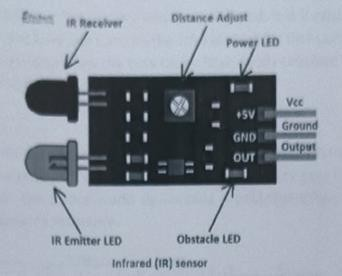 IR Receiver
Distance Adjust
Power LED
+5V
Vcc
GND
Ground
OUT
Output
IR Emitter LED
Obstacle LED
Infrared (IR) sensor